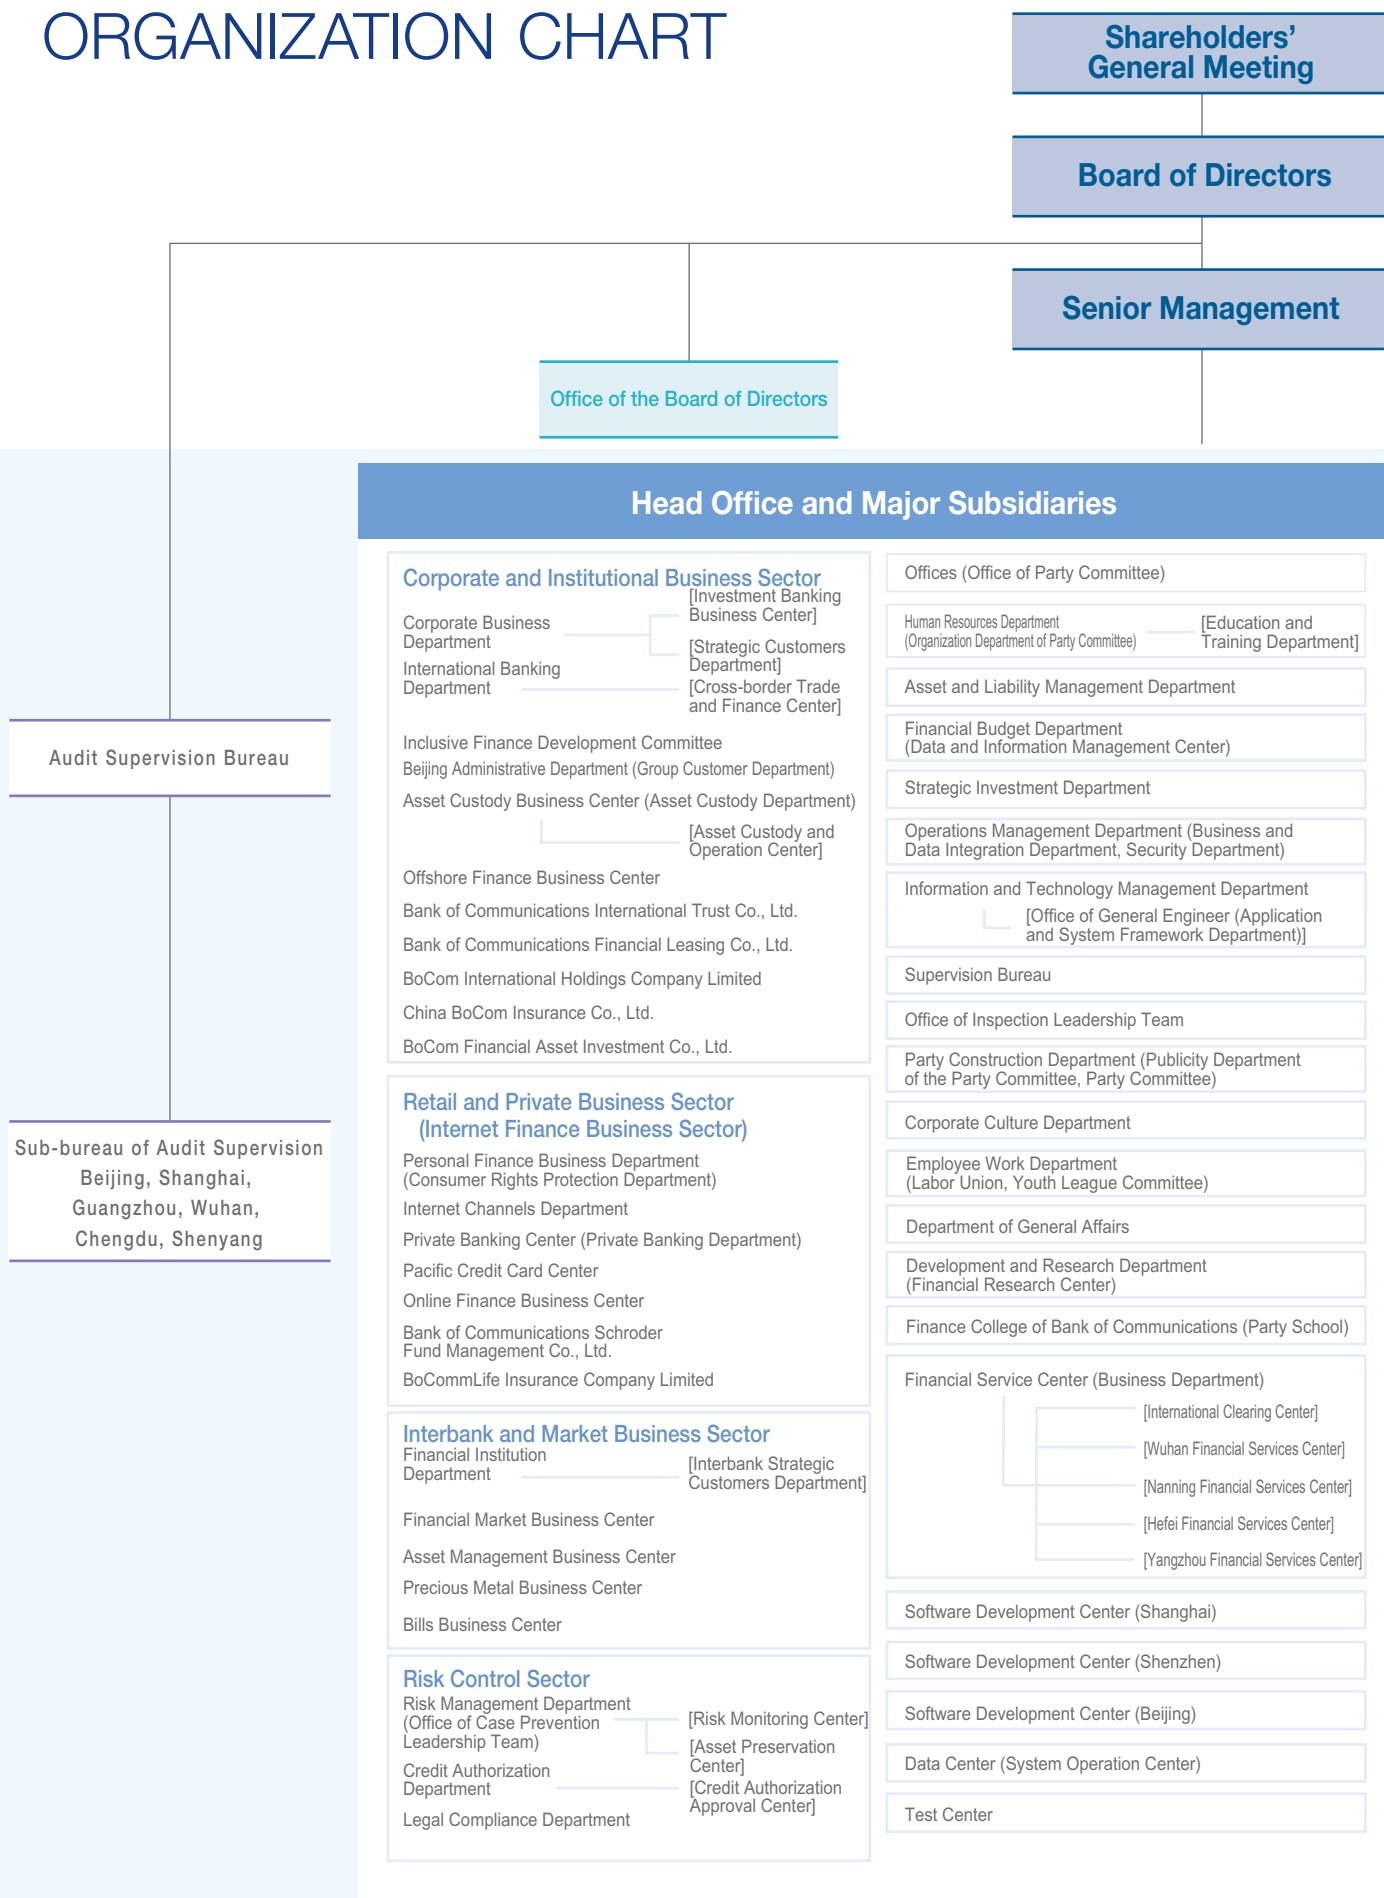 ORGANIZATION CHART
Shareholders’
General Meeting
Board of Directors
Senior Management
Office of the Board of Directors
Audit Supervision Bureau
Sub-bureau of Audit Supervision
Beijing, Shanghai,
Guangzhou, Wuhan,
Chengdu, Shenyang
Head Office and Major Subsidiaries
Corporate and Institutional Business Sector
Corporate Business
Department
[Investment Banking
Business Center]
[Strategic Customers
Department]
International Banking
Department
[Cross-border Trade
and Finance Center]
Inclusive Finance Development Committee
Beijing Administrative Department (Group Customer Department)
Asset Custody Business Center (Asset Custody Department)
[Asset Custody and
Operation Center]
Offshore Finance Business Center
Bank of Communications International Trust Co., Ltd.
Bank of Communications Financial Leasing Co., Ltd.
BoCom International Holdings Company Limited
China BoCom Insurance Co., Ltd.
BoCom Financial Asset Investment Co., Ltd.
Retail and Private Business Sector
(Internet Finance Business Sector)
Personal Finance Business Department
(Consumer Rights Protection Department)
Internet Channels Department
Private Banking Center (Private Banking Department)
Pacific Credit Card Center
Online Finance Business Center
Bank of Communications Schroder
Fund Management Co., Ltd.
BoCommLife Insurance Company Limited
Interbank and Market Business Sector
Financial Institution
Department
[Interbank Strategic
Customers Department]
Financial Market Business Center
Asset Management Business Center
Precious Metal Business Center
Bills Business Center
Risk Control Sector
Risk Management Department
(Office of Case Prevention
Leadership Team)
[Risk Monitoring Center]
[Asset Preservation
Center]
Credit Authorization
Department
[Credit Authorization
Approval Center]
Legal Compliance Department
Offices (Office of Party Committee)
Human Resources Department
(Organization Department of Party Committee)
[Education and
Training Department]
Asset and Liability Management Department
Financial Budget Department
(Data and Information Management Center)
Strategic Investment Department
Operations Management Department (Business and
Data Integration Department, Security Department)
Information and Technology Management Department
[Office of General Engineer (Application
and System Framework Department)]
Supervision Bureau
Office of Inspection Leadership Team
Party Construction Department (Publicity Department
of the Party Committee, Party Committee)
Corporate Culture Department
Employee Work Department
(Labor Union, Youth League Committee)
Department of General Affairs
Development and Research Department
(Financial Research Center)
Finance College of Bank of Communications (Party School)
Financial Service Center (Business Department)
[International Clearing Center]
[Wuhan Financial Services Center]
[Nanning Financial Services Center]
[Hefei Financial Services Center]
[Yangzhou Financial Services Center]
Software Development Center (Shanghai)
Software Development Center (Shenzhen)
Software Development Center (Beijing)
Data Center (System Operation Center)
Test Center